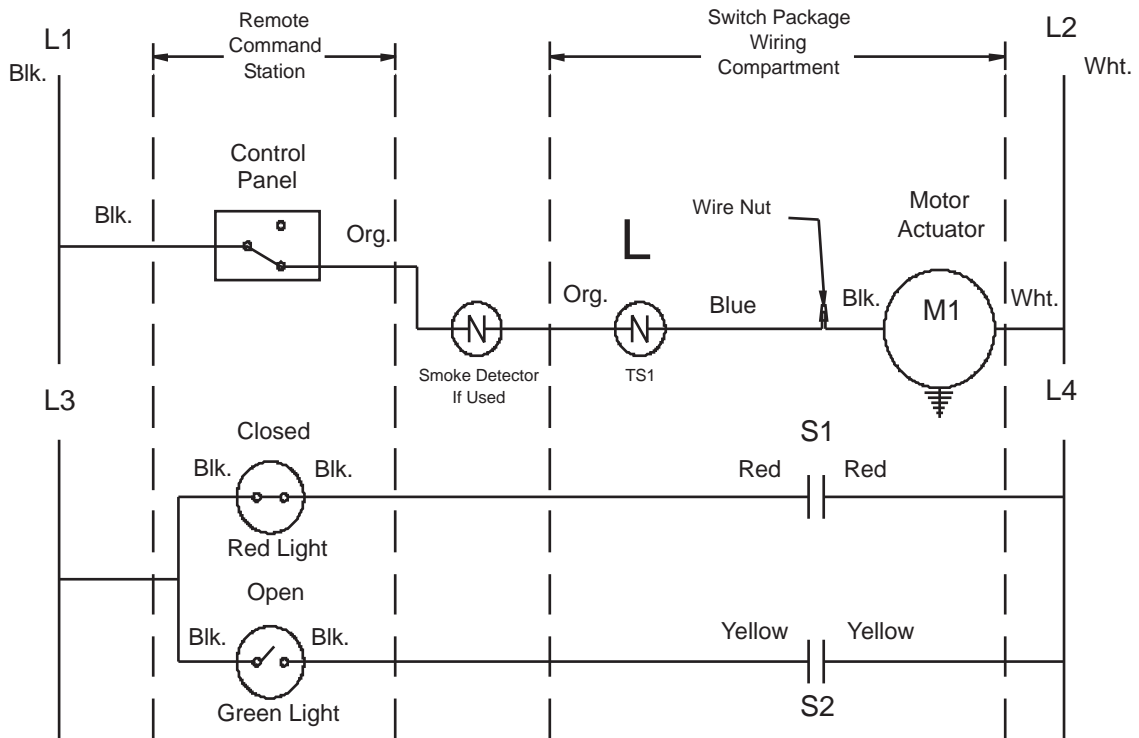 L1
Blk.
Remote
Command
Station
Switch Package
Wiring
Compartment
L2
Wht.
Control
Panel
Blk.
Org.
Wire Nut
Motor
Actuator
L
Org.
Blue
Blk.
M1
Wht.
N
N
Smoke Detector
If Used
TS1
L3
L4
Closed
S1
Blk.
Blk.
Red
Red
Red Light
Open
Blk.
Blk.
Yellow
Yellow
Green Light
S2